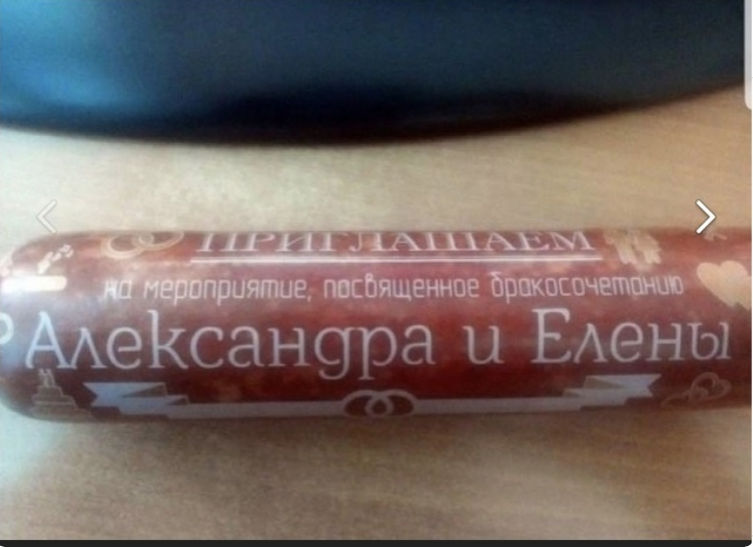 ПРИГЛАШАЕМ
на мероприятие, посвященное бракосочетанию
Александра и Елены